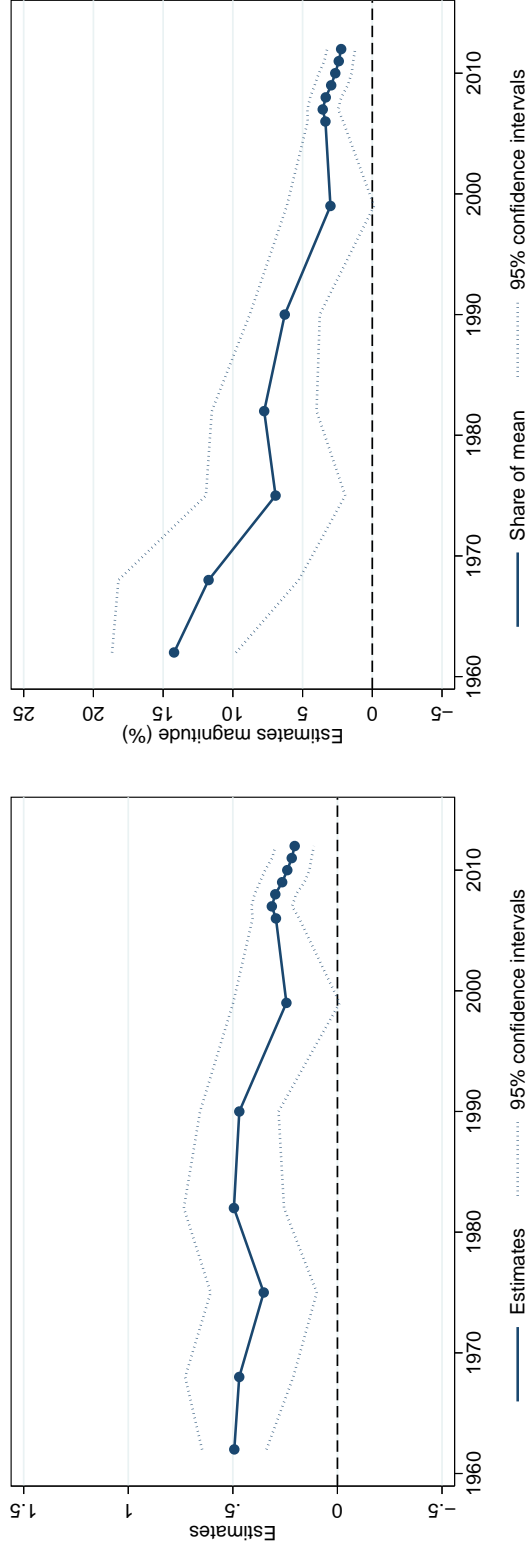 Estimates
1.5
1
.5
0
−.5
1960 1970 1980 1990 2000 2010
Estimates 95% confidence intervals
Estimates magnitude (%)
25
20
15
10
5
0
−5
1960 1970 1980 1990 2000 2010
Share of mean 95% confidence intervals